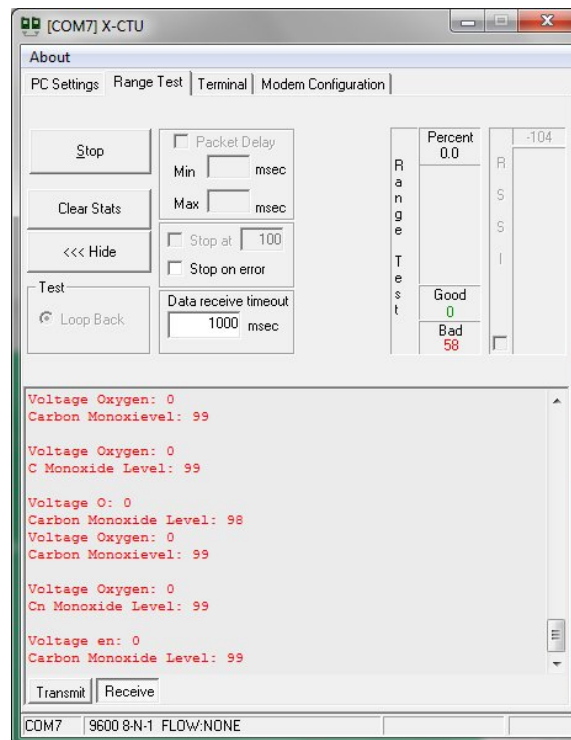 [COM7] X-CTU
About
PC Settings Range Test Terminal Modem Configuration
Stop
Clear Stats
<<< Hide
Test
Loop Back
Packet Delay
Min msec
Max msec
Stop at 100
Stop on error
Data receive timeout
1000 msec
Range Test
Percent
0.0
Good
0
Bad
58
RSSI
-104
Voltage Oxygen: 0
Carbon Monoxievel: 99
Voltage Oxygen: 0
C Monoxide Level: 99
Voltage O: 0
Carbon Monoxide Level: 98
Voltage Oxygen: 0
Carbon Monoxievel: 99
Voltage Oxygen: 0
Cn Monoxide Level: 99
Voltage en: 0
Carbon Monoxide Level: 99
Transmit Receive
COM7 9600 8-N-1 FLOW:NONE